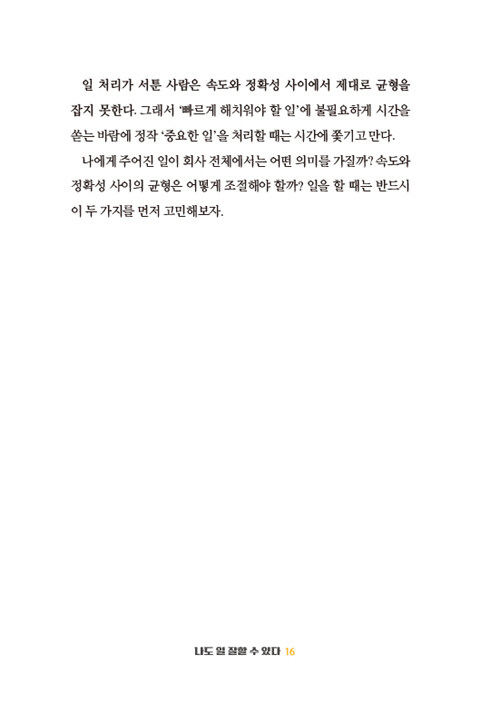 일 처리가 서툰 사람은 속도와 정확성 사이에서 제대로 균형을
잡지 못한다. 그래서 ‘빠르게 해치워야 할 일’에 불필요하게 시간을
쏟는 바람에 정작 ‘중요한 일’을 처리할 때는 시간에 쫓기고 만다.
나에게 주어진 일이 회사 전체에서는 어떤 의미를 가질까? 속도와
정확성 사이의 균형은 어떻게 조절해야 할까? 일을 할 때는 반드시
이 두 가지를 먼저 고민해보자.
나도 일 잘할 수 있다 16